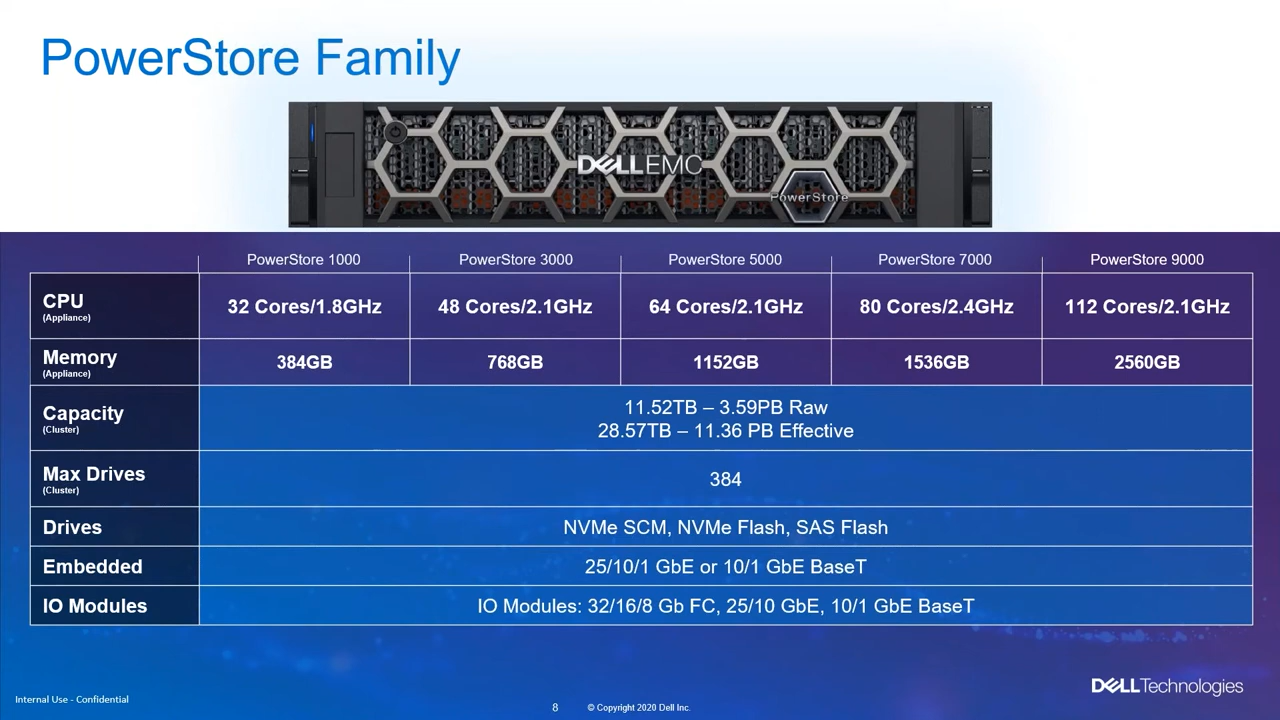 PowerStore Family
DELLEMC
PowerStore
PowerStore 1000 PowerStore 3000 PowerStore 5000 PowerStore 7000 PowerStore 9000
CPU
(Appliance)
32 Cores/1.8GHz 48 Cores/2.1GHz 64 Cores/2.1GHz 80 Cores/2.4GHz 112 Cores/2.1GHz
Memory
(Appliance)
384GB 768GB 1152GB 1536GB 2560GB
Capacity
(Cluster)
11.52TB – 3.59PB Raw
28.57TB – 11.36 PB Effective
Max Drives
(Cluster)
384
Drives NVMe SCM, NVMe Flash, SAS Flash
Embedded 25/10/1 GbE or 10/1 GbE BaseT
IO Modules IO Modules: 32/16/8 Gb FC, 25/10 GbE, 10/1 GbE BaseT
DELLTechnologies
Internal Use - Confidential
8 © Copyright 2020 Dell Inc.